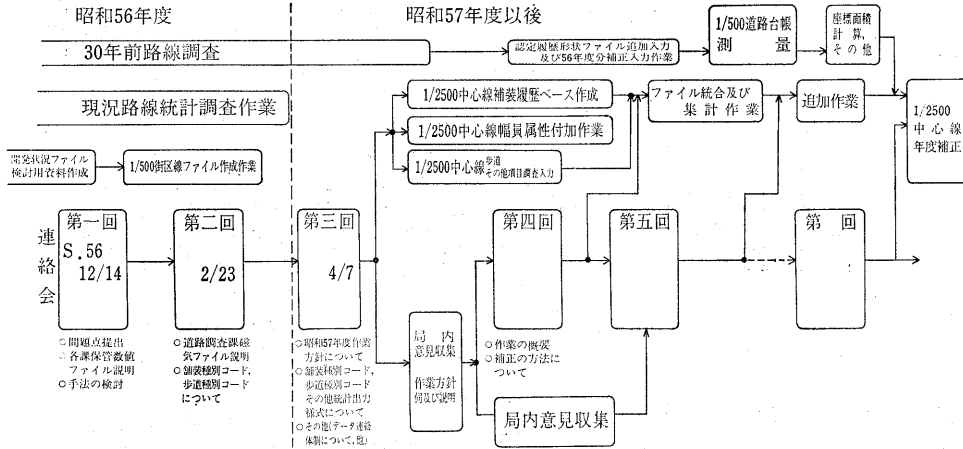 昭和56年度
昭和57年度以後
30年前路線調査
認定履歴形状ファイル追加入力
及び56年度分補正入力作業
1/500道路台帳
測量
座標面積
計算,
その他
現況路線統計調査作業
1/2500中心線補装履歴ベース作成
ファイル統合及び
集計作業
追加作業
1/2500
中心線
年度補正
1/2500中心線幅員属性付加作業
開発状況ファイル
検討用資料作成
1/500街区線ファイル作成作業
1/2500中心線歩道
その他項目調査入力
連絡会
第一回
S.56
12/14
第二回
2/23
第三回
4/7
第四回
第五回
第 回
○問題点提出
○各課保管数値
ファイル説明
○手法の検討
○道路調査課磁
気ファイル説明
○舗装種別コード,
歩道種別コード
について
○昭和57年度作業
方針について
○舗装種別コード,
歩道種別コード
その他統計出力
様式について
○その他(データ連絡
体制について,他)
局内
意見収集
作業方針
伺及び説明
○作業の概要
○補正の方法に
ついて
局内意見収集